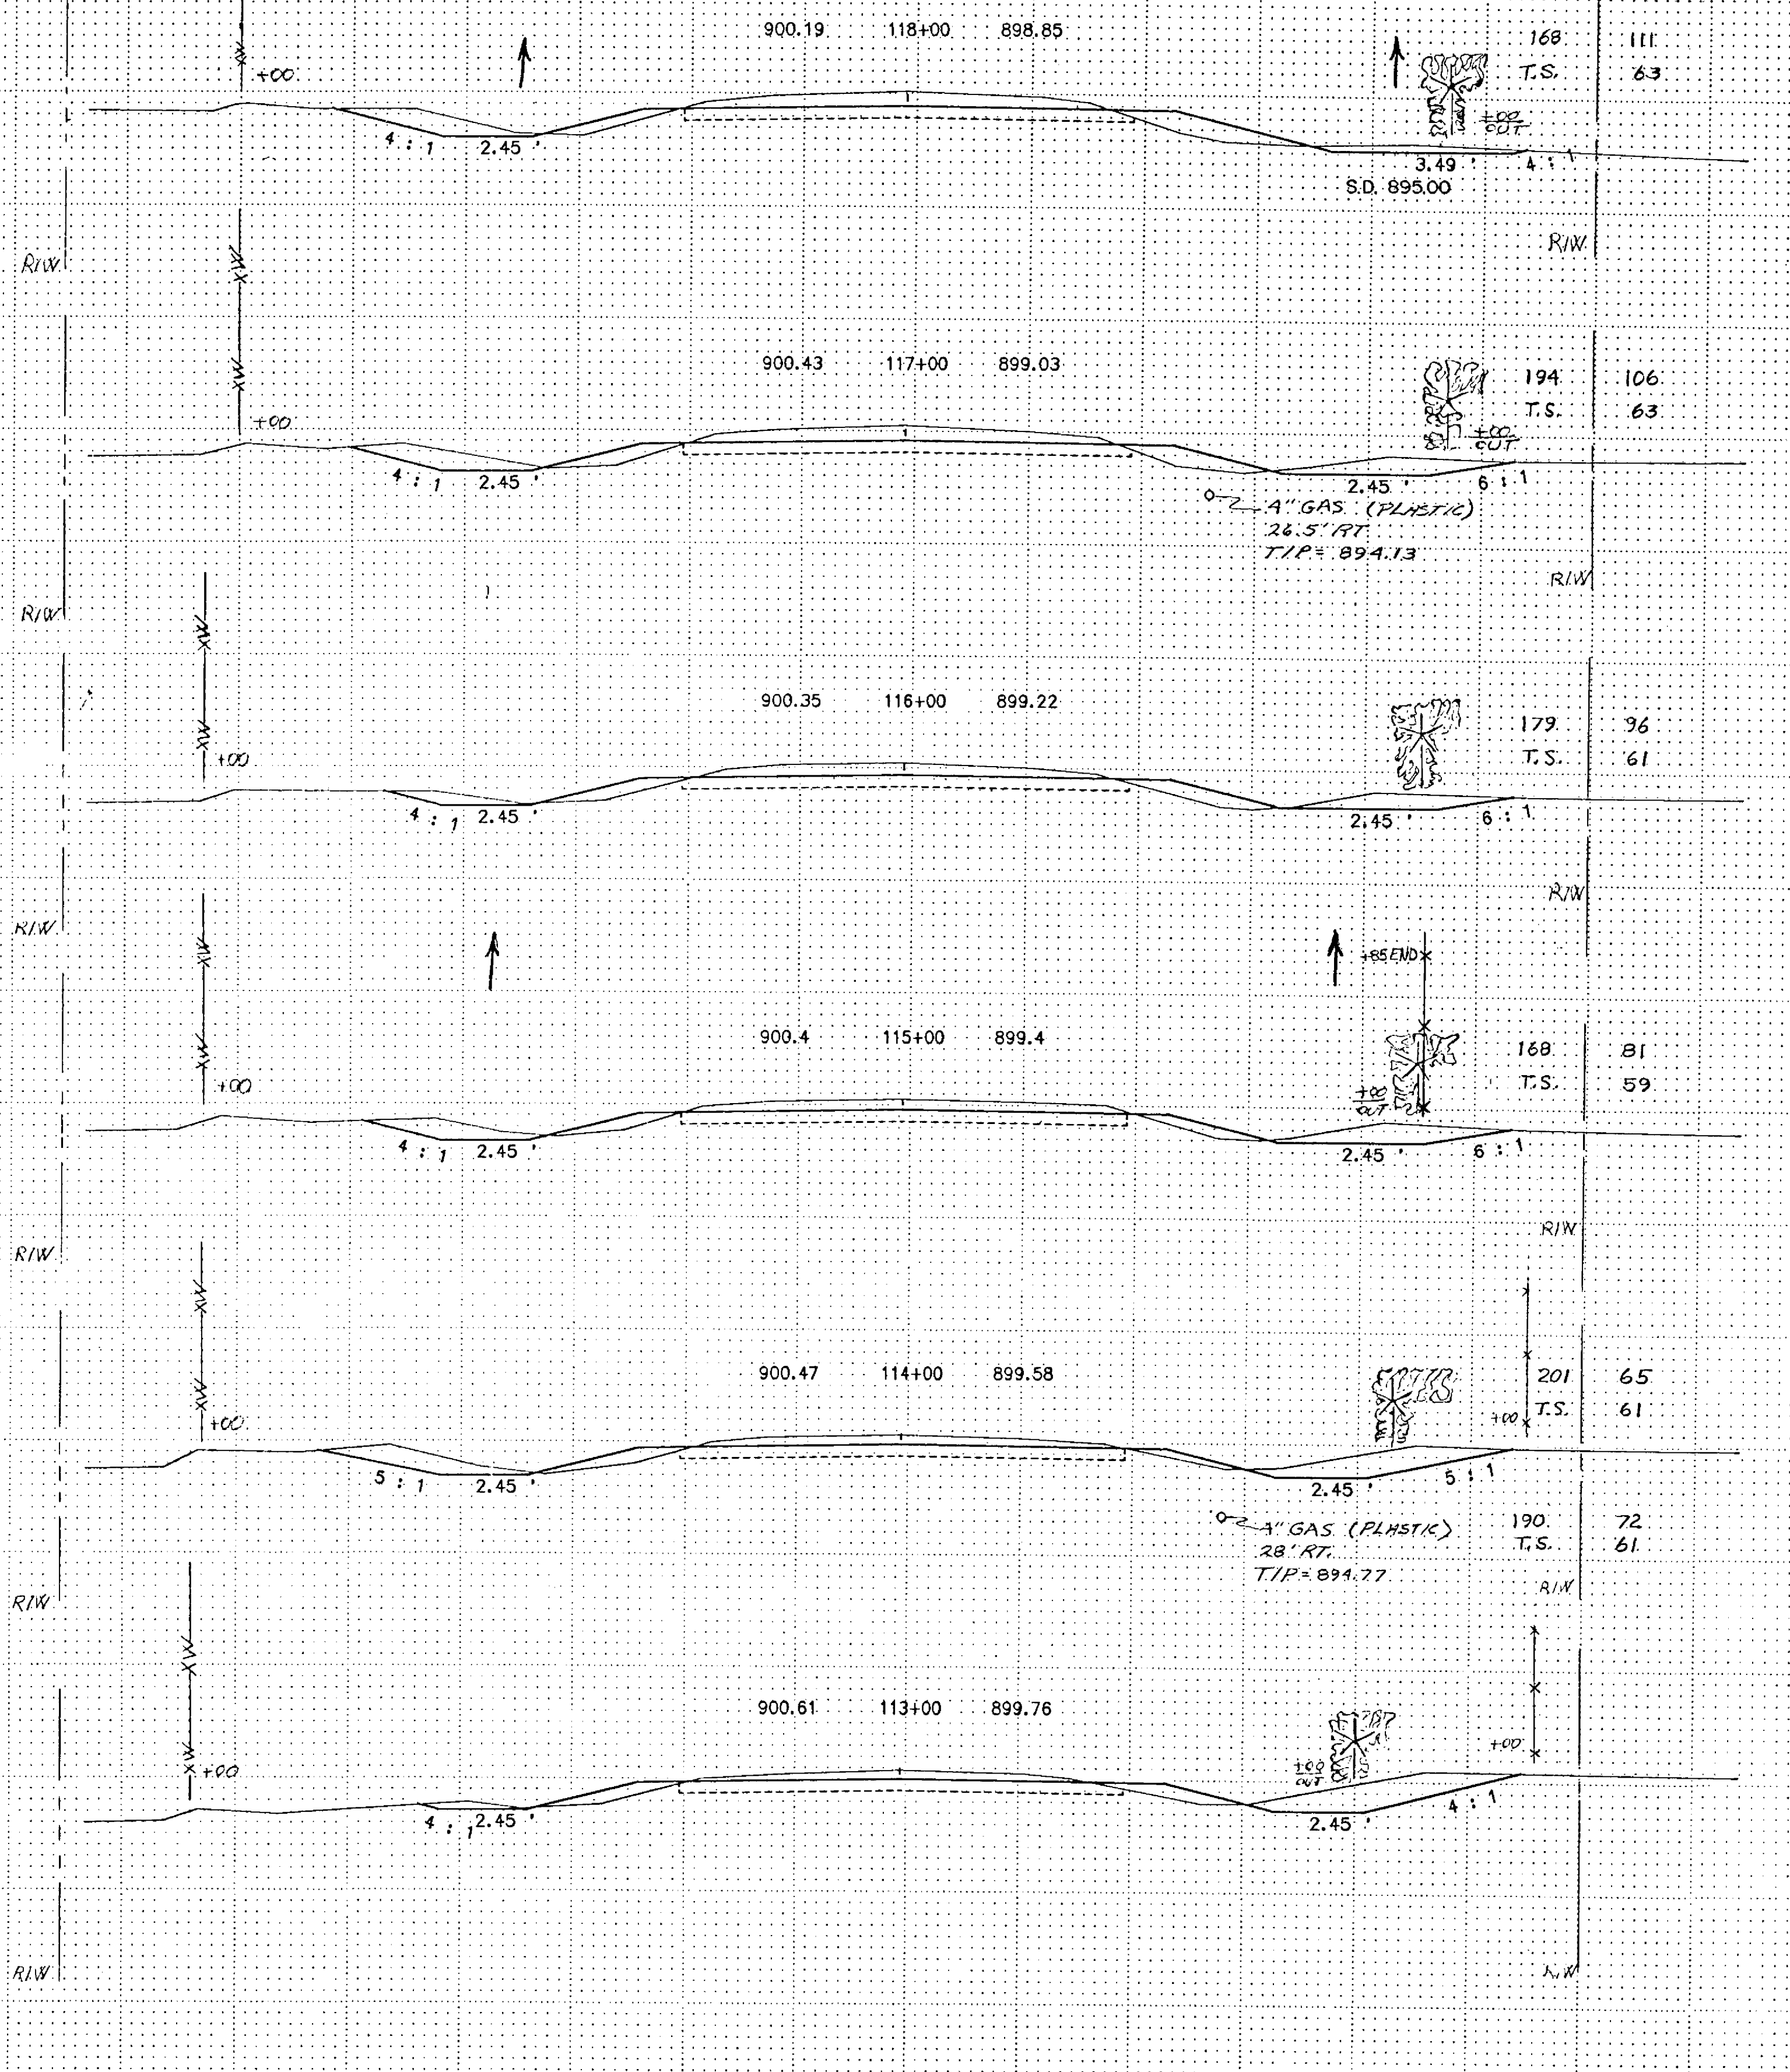 900.19 118+00 898.85
168 111
T.S. 63
+00
+00
OUT
4 : 1 2.45 '
3.49 ' 4 : 1
S.D. 895.00
R/W R/W
900.43 117+00 899.03
194 106
T.S. 63
+00
+00
OUT
4 : 1 2.45 '
2.45 ' 6 : 1
4" GAS (PLASTIC)
26.5' RT
T/P = 894.13
R/W R/W
900.35 116+00 899.22
179 96
T.S. 61
+00
4 : 1 2.45 '
2.45 ' 6 : 1
R/W R/W
+85 END
900.4 115+00 899.4
168 81
T.S. 59
+00
+00
OUT
4 : 1 2.45 '
2.45 ' 6 : 1
R/W R/W
900.47 114+00 899.58
201 65
T.S. 61
+00
+00
5 : 1 2.45 '
2.45 ' 5 : 1
4" GAS (PLASTIC)
28' RT.
T/P = 894.77
190 72
T.S. 61
R/W R/W
900.61 113+00 899.76
+00
+00
+00
OUT
4 : 1 2.45 '
2.45 ' 4 : 1
R/W R/W